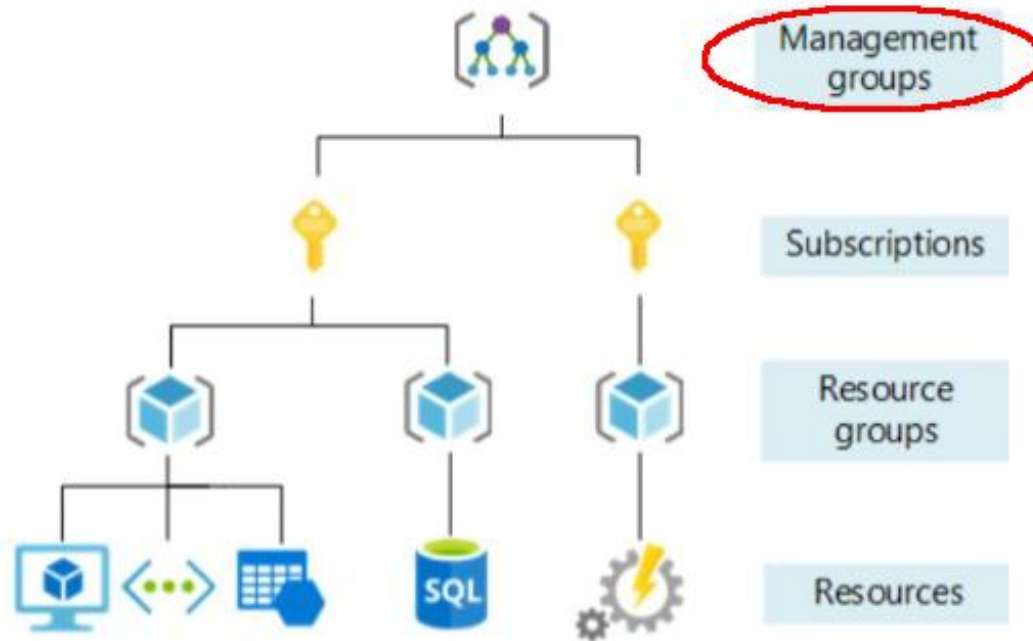 Management
groups
Subscriptions
Resource
groups
SQL
Resources